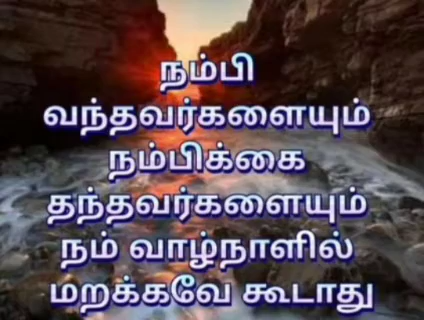 நம்பி
வந்தவர்களையும்
நம்பிக்கை
தந்தவர்களையும்
நம் வாழ்நாளில்
மறக்கவே கூடாது